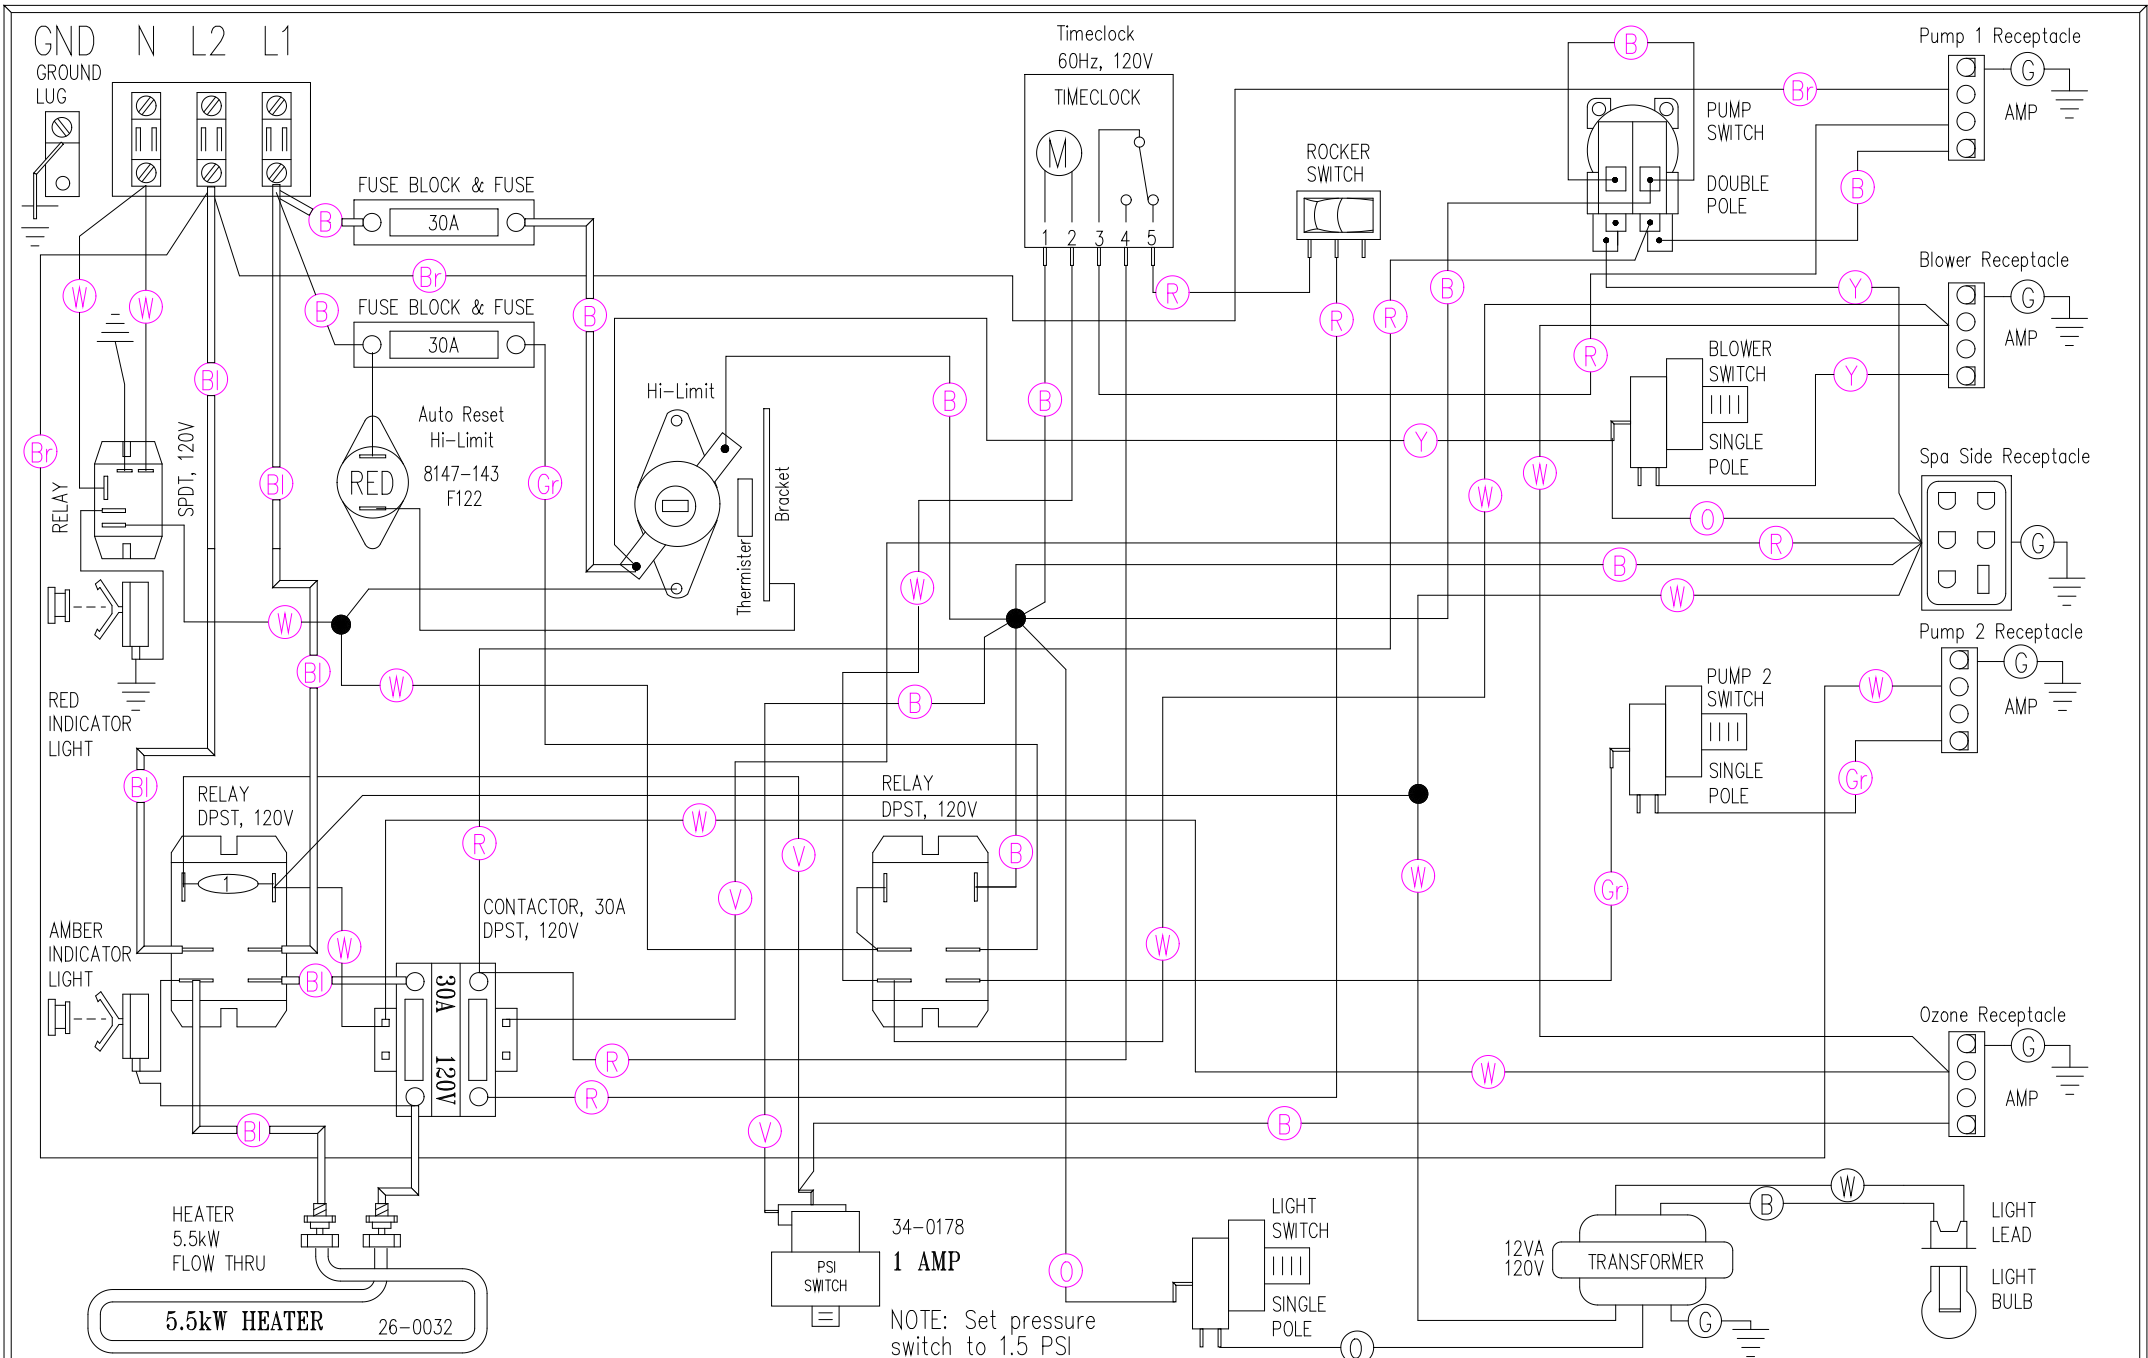 GND N L2 L1
GROUND
LUG
FUSE BLOCK & FUSE
30A
B
Br
W
W
B
FUSE BLOCK & FUSE
30A
B
Bl
Br
Bl
Gr
RELAY
SPDT, 120V
RED
Auto Reset
Hi-Limit
8147-143
F122
Hi-Limit
Thermister
Bracket
B
B
W
W
Bl
W
B
RED
INDICATOR
LIGHT
Bl
Timeclock
60Hz, 120V
TIMECLOCK
M
1 2 3 4 5
R
ROCKER
SWITCH
R
R
B
B
PUMP
SWITCH
DOUBLE
POLE
Br
B
Y
R
Pump 1 Receptacle
G
AMP
Blower Receptacle
G
AMP
BLOWER
SWITCH
SINGLE
POLE
Y
Y
W
W
O
R
B
W
Spa Side Receptacle
G
Pump 2 Receptacle
G
AMP
W
PUMP 2
SWITCH
SINGLE
POLE
Gr
Gr
RELAY
DPST, 120V
1
W
R
V
V
RELAY
DPST, 120V
B
W
W
AMBER
INDICATOR
LIGHT
W
Bl
CONTACTOR, 30A
DPST, 120V
30A 120V
R
R
Bl
V
B
W
Ozone Receptacle
G
AMP
HEATER
5.5kW
FLOW THRU
5.5kW HEATER
26-0032
PSI
SWITCH
34-0178
1 AMP
NOTE: Set pressure
switch to 1.5 PSI
O
LIGHT
SWITCH
SINGLE
POLE
O
12VA
120V
TRANSFORMER
G
W
B
LIGHT
LEAD
LIGHT
BULB